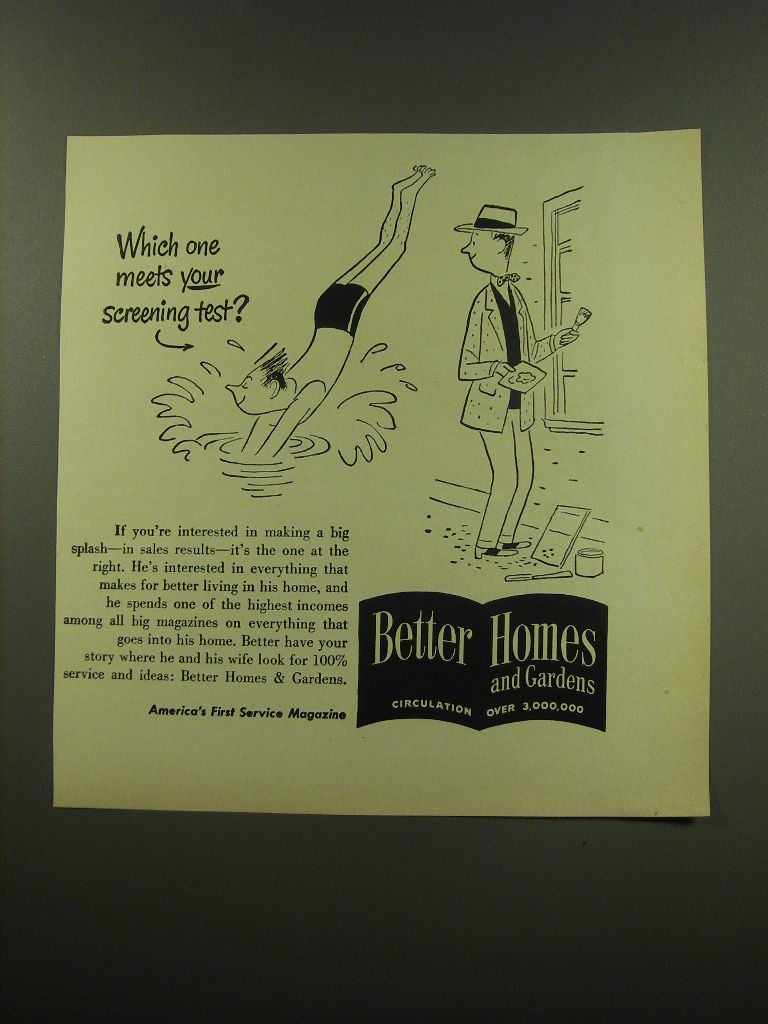 Which one
meets your
screening test?
If you're interested in making a big
splash—in sales results—it's the one at the
right. He's interested in everything that
makes for better living in his home, and
he spends one of the highest incomes
among all big magazines on everything that
goes into his home. Better have your
story where he and his wife look for 100%
service and ideas: Better Homes & Gardens.
America's First Service Magazine
Better Homes
and Gardens
CIRCULATION OVER 3,000,000